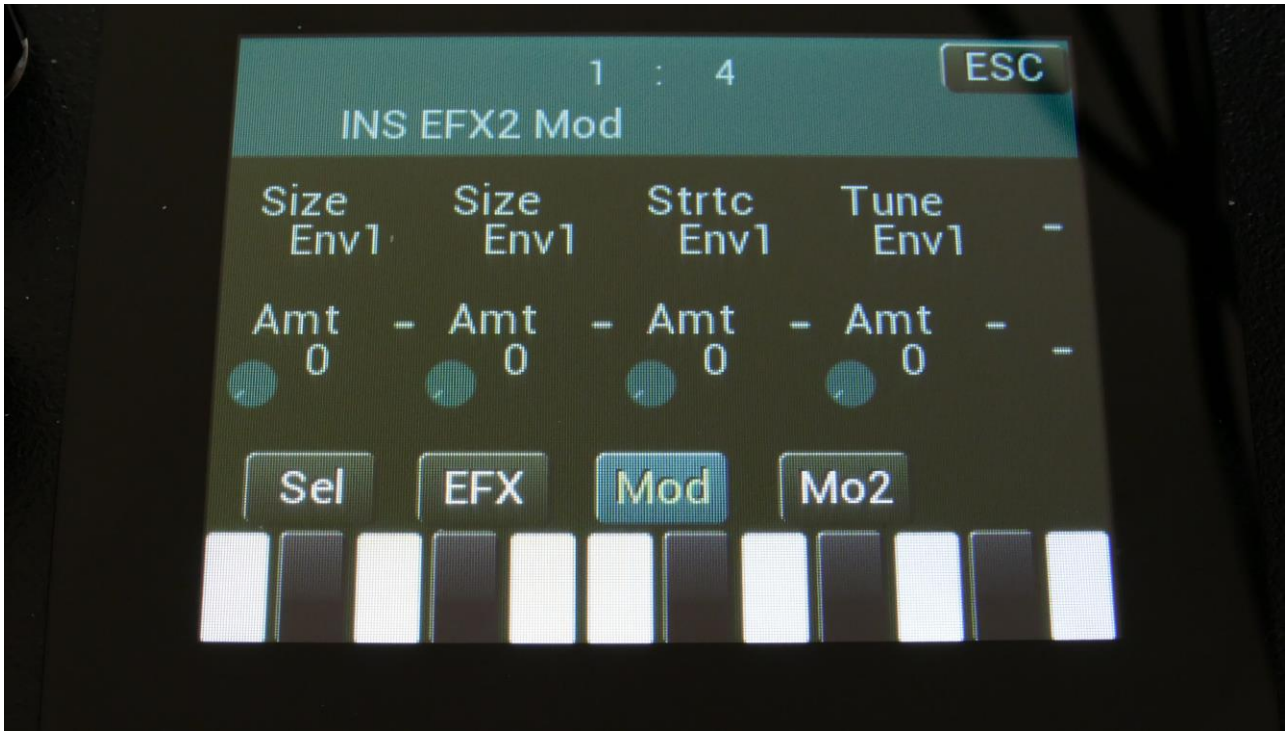 1 : 4 ESC
INS EFX2 Mod
Size Size Strtc Tune
Env1 Env1 Env1 Env1 -
Amt - Amt - Amt - Amt -
0 0 0 0 -
Sel EFX Mod Mo2